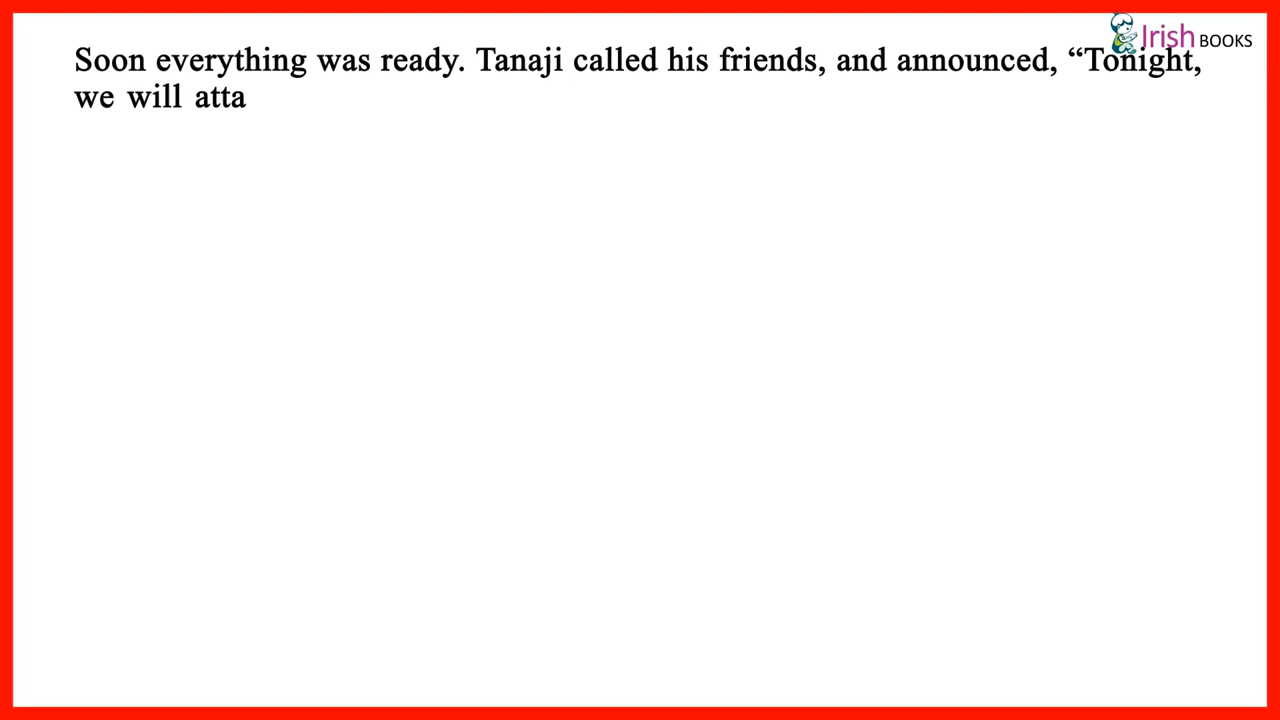 Irish BOOKS
Soon everything was ready. Tanaji called his friends, and announced, “Tonight,
we will atta